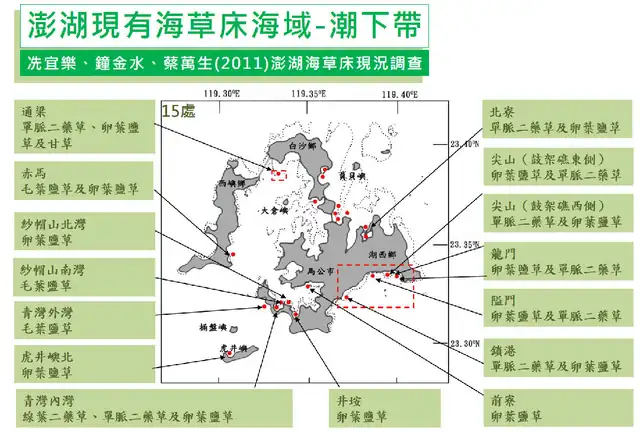 澎湖現有海草床海域-潮下帶
冼宜樂、鐘金水、蔡萬生(2011)澎湖海草床現況調查
119.30°E
119.35°E
119.40°E
15處
通梁
單脈二藥草、卵葉鹽
草及甘草
赤馬
毛葉鹽草及卵葉鹽草
紗帽山北灣
卵葉鹽草
紗帽山南灣
毛葉鹽草
青灣外灣
毛葉鹽草
虎井嶼北
卵葉鹽草
青灣內灣
線葉二藥草、單脈二藥草及卵葉鹽草
白沙鄉
西嶼鄉
員貝嶼
大倉嶼
湖西鄉
馬公市
桶盤嶼
虎井嶼
23.40°N
23.35°N
23.30°N
井垵
卵葉鹽草
北寮
單脈二藥草及卵葉鹽草
尖山（鼓架礁東側）
卵葉鹽草及單脈二藥草
尖山（鼓架礁西側）
單脈二藥草及卵葉鹽草
龍門
卵葉鹽草及單脈二藥草
隘門
卵葉鹽草及單脈二藥草
鎖港
單脈二藥草及卵葉鹽草
前寮
卵葉鹽草